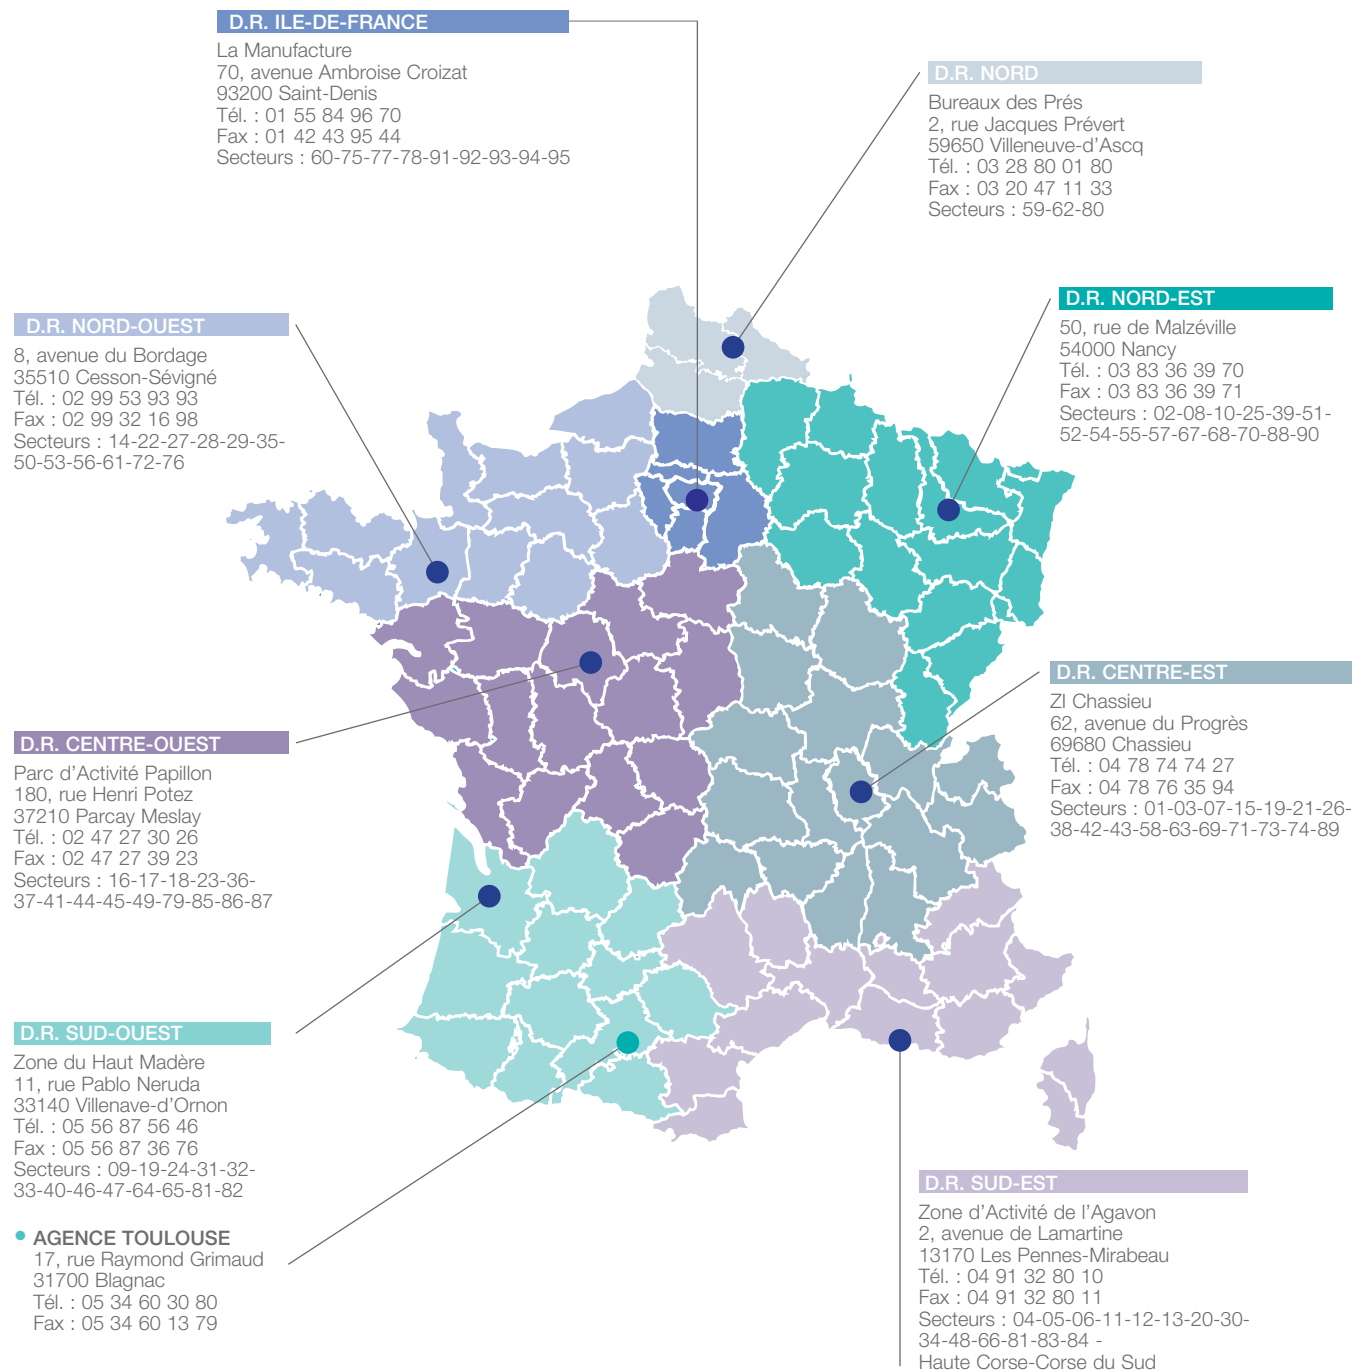 D.R. ILE-DE-FRANCE
La Manufacture
70, avenue Ambroise Croizat
93200 Saint-Denis
Tél. : 01 55 84 96 70
Fax : 01 42 43 95 44
Secteurs : 60-75-77-78-91-92-93-94-95
D.R. NORD
Bureaux des Prés
2, rue Jacques Prévert
59650 Villeneuve-d'Ascq
Tél. : 03 28 80 01 80
Fax : 03 20 47 11 33
Secteurs : 59-62-80
D.R. NORD-OUEST
8, avenue du Bordage
35510 Cesson-Sévigné
Tél. : 02 99 53 93 93
Fax : 02 99 32 16 98
Secteurs : 14-22-27-28-29-35-
50-53-56-61-72-76
D.R. NORD-EST
50, rue de Malzéville
54000 Nancy
Tél. : 03 83 36 39 70
Fax : 03 83 36 39 71
Secteurs : 02-08-10-25-39-51-
52-54-55-57-67-68-70-88-90
D.R. CENTRE-EST
ZI Chassieu
62, avenue du Progrès
69680 Chassieu
Tél. : 04 78 74 74 27
Fax : 04 78 76 35 94
Secteurs : 01-03-07-15-19-21-26-
38-42-43-58-63-69-71-73-74-89
D.R. CENTRE-OUEST
Parc d'Activité Papillon
180, rue Henri Potez
37210 Parcay Meslay
Tél. : 02 47 27 30 26
Fax : 02 47 27 39 23
Secteurs : 16-17-18-23-36-
37-41-44-45-49-79-85-86-87
D.R. SUD-OUEST
Zone du Haut Madère
11, rue Pablo Neruda
33140 Villenave-d'Ornon
Tél. : 05 56 87 56 46
Fax : 05 56 87 36 76
Secteurs : 09-19-24-31-32-
33-40-46-47-64-65-81-82
AGENCE TOULOUSE
17, rue Raymond Grimaud
31700 Blagnac
Tél. : 05 34 60 30 80
Fax : 05 34 60 13 79
D.R. SUD-EST
Zone d'Activité de l'Agavon
2, avenue de Lamartine
13170 Les Pennes-Mirabeau
Tél. : 04 91 32 80 10
Fax : 04 91 32 80 11
Secteurs : 04-05-06-11-12-13-20-30-
34-48-66-81-83-84 -
Haute Corse-Corse du Sud